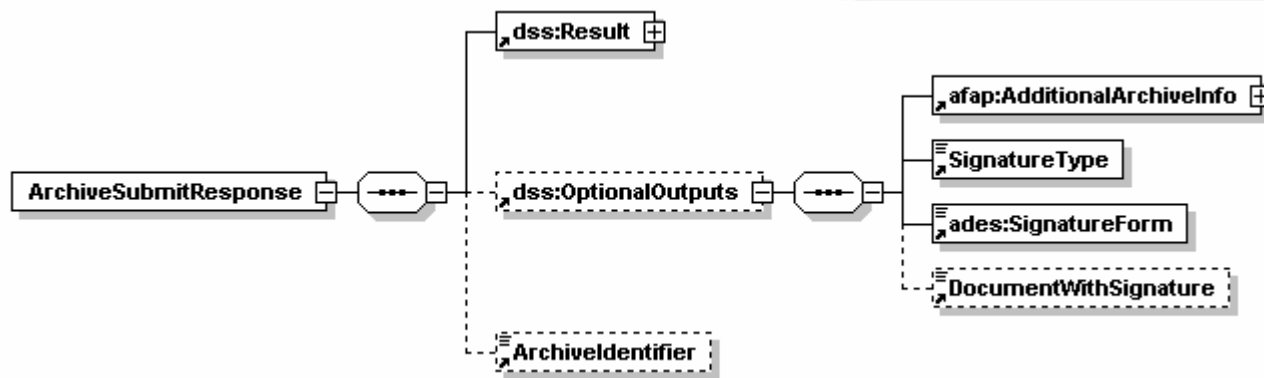 dss:Result
afap:AdditionalArchiveInfo
SignatureType
ArchiveSubmitResponse
dss:OptionalOutputs
ades:SignatureForm
DocumentWithSignature
ArchiveIdentifier